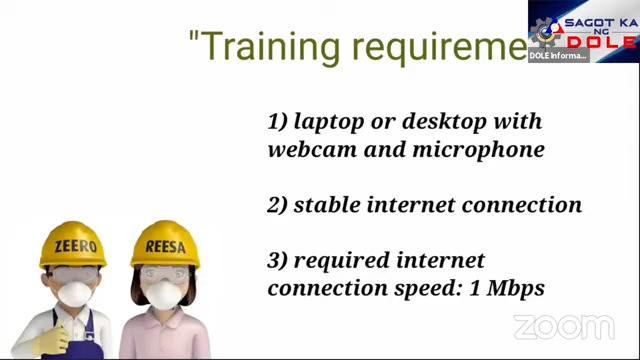 "Training requireme
SAGOT KA
NG
DOLE
DOLE Informa...
1) laptop or desktop with
webcam and microphone
2) stable internet connection
3) required internet
connection speed: 1 Mbps
ZEERO
REESA
zoom